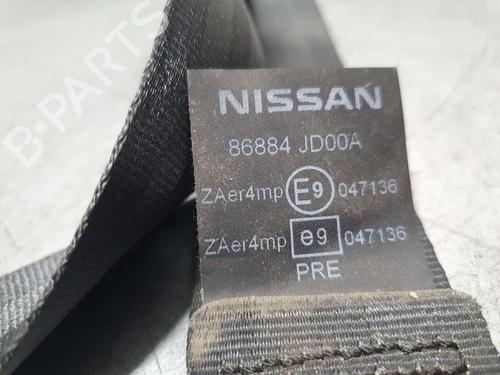 B-PARTS
NISSAN
86884 JD00A
ZAer4mp E9 047136
ZAer4mp e9 047136
PRE